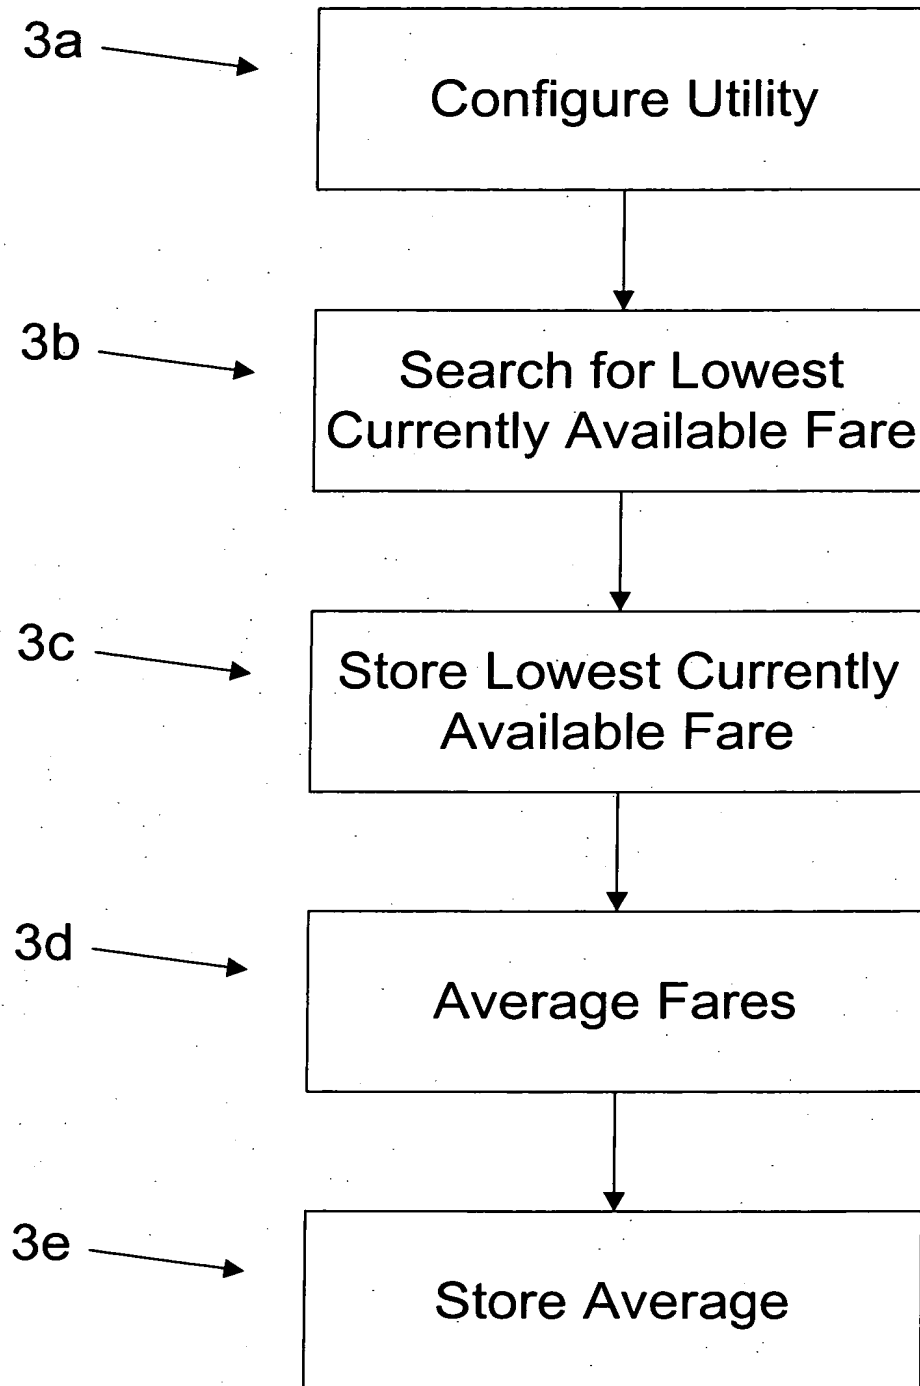 3a
Configure Utility
3b
Search for Lowest
Currently Available Fare
3c
Store Lowest Currently
Available Fare
3d
Average Fares
3e
Store Average